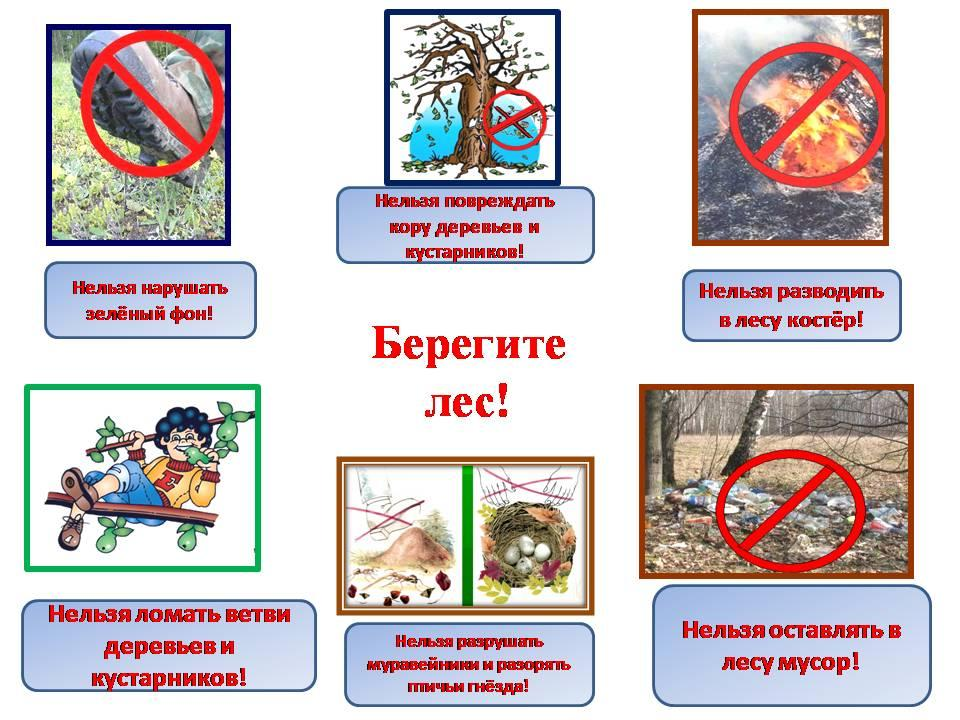 Нельзя повреждать
кору деревьев и
кустарников!
Нельзя нарушать
зелёный фон!
Нельзя разводить
в лесу костёр!
Берегите
лес!
Нельзя ломать ветви
деревьев и
кустарников!
Нельзя разрушать
муравейники и разорять
птичьи гнёзда!
Нельзя оставлять в
лесу мусор!